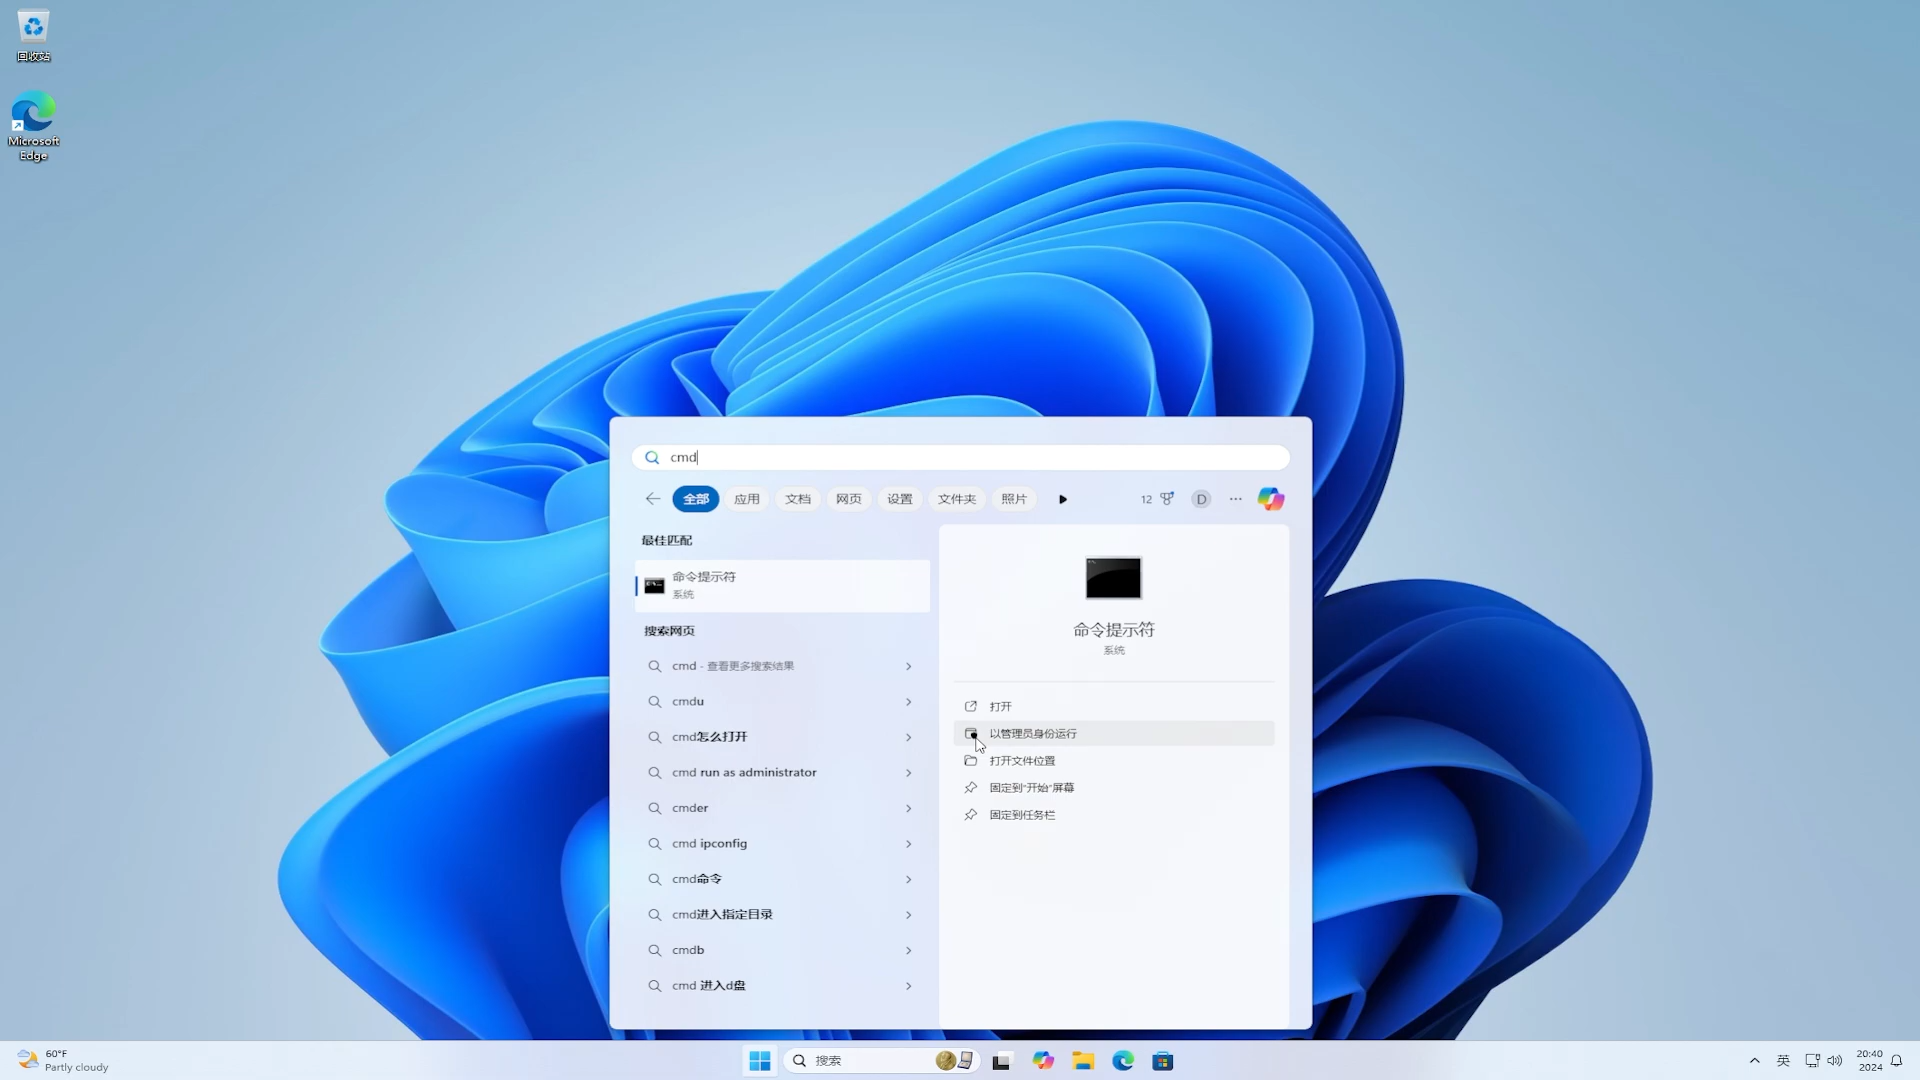 回收站
Microsoft
Edge
cmd
全部 应用 文档 网页 设置 文件夹 照片 12 D ...
最佳匹配
命令提示符
系统
搜索网页
cmd - 查看更多搜索结果
cmdu
cmd怎么打开
cmd run as administrator
cmder
cmd ipconfig
cmd命令
cmd进入指定目录
cmdb
cmd 进入d盘
命令提示符
系统
打开
以管理员身份运行
打开文件位置
固定到"开始"屏幕
固定到任务栏
60°F
Partly cloudy
搜索
英
20:40
2024